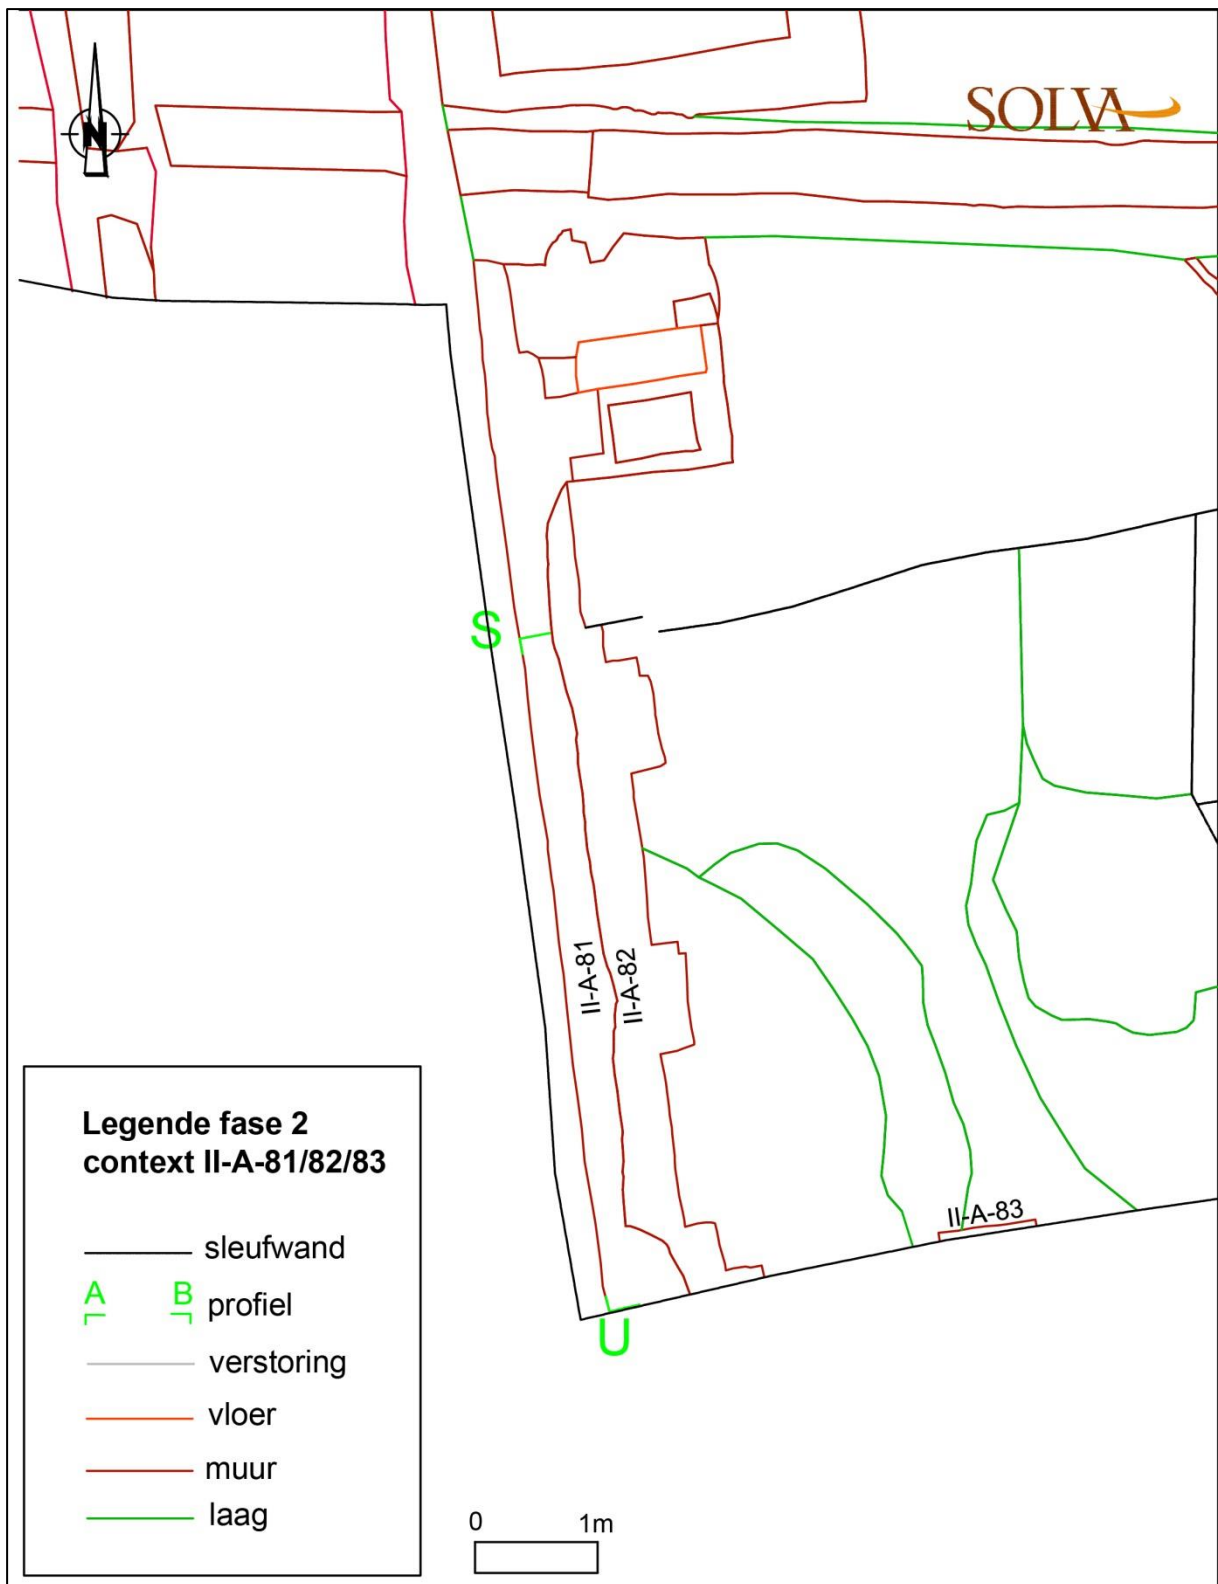 N
SOLVA
S
II-A-81
II-A-82
II-A-83
U
Legende fase 2
context II-A-81/82/83
sleufwand
A B profiel
verstoring
vloer
muur
laag
0 1m